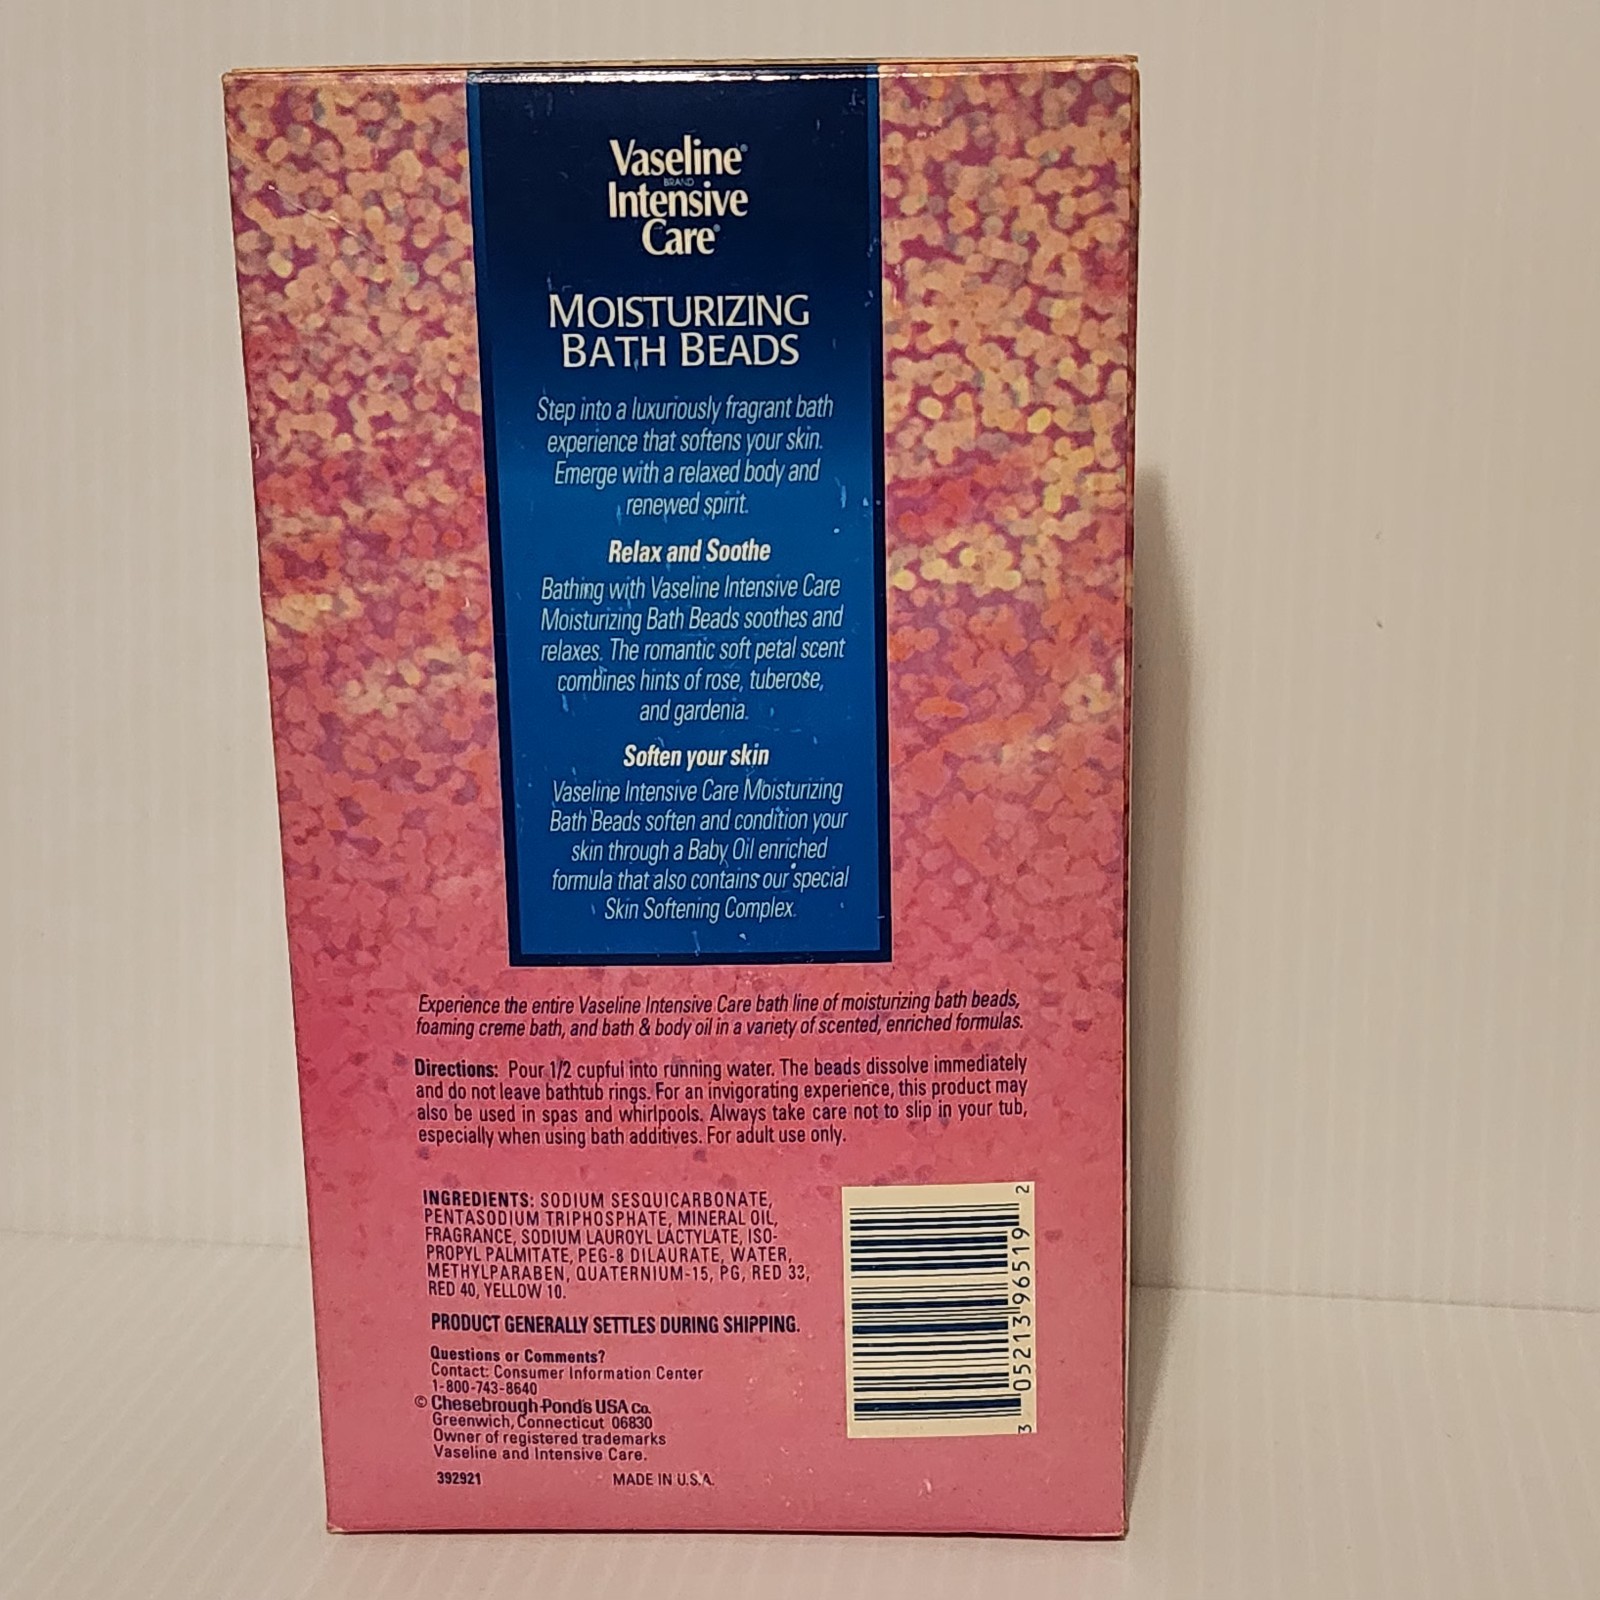 Vaseline®
BRAND
Intensive
Care®
MOISTURIZING
BATH BEADS
Step into a luxuriously fragrant bath
experience that softens your skin.
Emerge with a relaxed body and
renewed spirit.
Relax and Soothe
Bathing with Vaseline Intensive Care
Moisturizing Bath Beads soothes and
relaxes. The romantic soft petal scent
combines hints of rose, tuberose,
and gardenia.
Soften your skin
Vaseline Intensive Care Moisturizing
Bath Beads soften and condition your
skin through a Baby Oil enriched
formula that also contains our special
Skin Softening Complex.
Experience the entire Vaseline Intensive Care bath line of moisturizing bath beads,
foaming creme bath, and bath & body oil in a variety of scented, enriched formulas.
Directions: Pour 1/2 cupful into running water. The beads dissolve immediately
and do not leave bathtub rings. For an invigorating experience, this product may
also be used in spas and whirlpools. Always take care not to slip in your tub,
especially when using bath additives. For adult use only.
INGREDIENTS: SODIUM SESQUICARBONATE,
PENTASODIUM TRIPHOSPHATE, MINERAL OIL,
FRAGRANCE, SODIUM LAUROYL LACTYLATE, ISO-
PROPYL PALMITATE, PEG-8 DILAURATE, WATER,
METHYLPARABEN, QUATERNIUM-15, PG, RED 33,
RED 40, YELLOW 10.
PRODUCT GENERALLY SETTLES DURING SHIPPING.
Questions or Comments?
Contact: Consumer Information Center
1-800-743-8640
© Chesebrough-Pond's USA Co.
Greenwich, Connecticut 06830
Owner of registered trademarks
Vaseline and Intensive Care.
392921 MADE IN U.S.A.
3 05213 96519 2